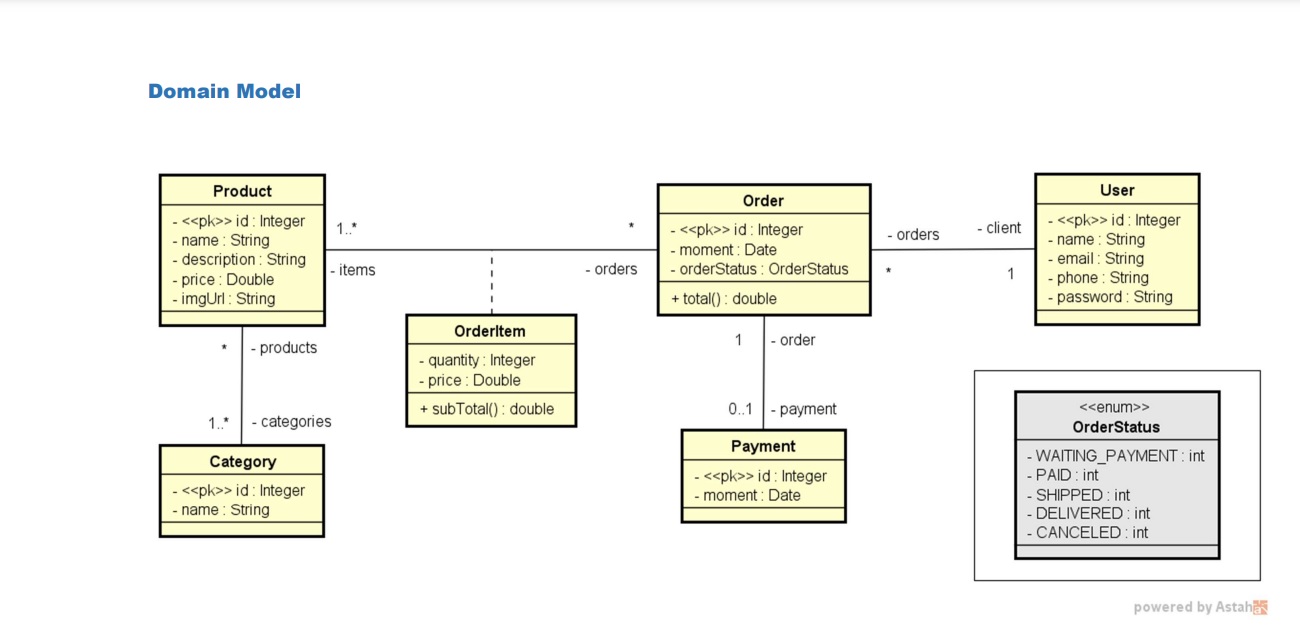 Domain Model
Product
- <<pk>> id : Integer
- name : String
- description : String
- price : Double
- imgUrl : String
1..*
- items
*
- orders
OrderItem
- quantity : Integer
- price : Double
+ subTotal() : double
Order
- <<pk>> id : Integer
- moment : Date
- orderStatus : OrderStatus
+ total() : double
- orders
*
- client
1
User
- <<pk>> id : Integer
- name : String
- email : String
- phone : String
- password : String
* - products
1..* - categories
Category
- <<pk>> id : Integer
- name : String
1 - order
0..1 - payment
Payment
- <<pk>> id : Integer
- moment : Date
<<enum>>
OrderStatus
- WAITING_PAYMENT : int
- PAID : int
- SHIPPED : int
- DELIVERED : int
- CANCELED : int
powered by Astah